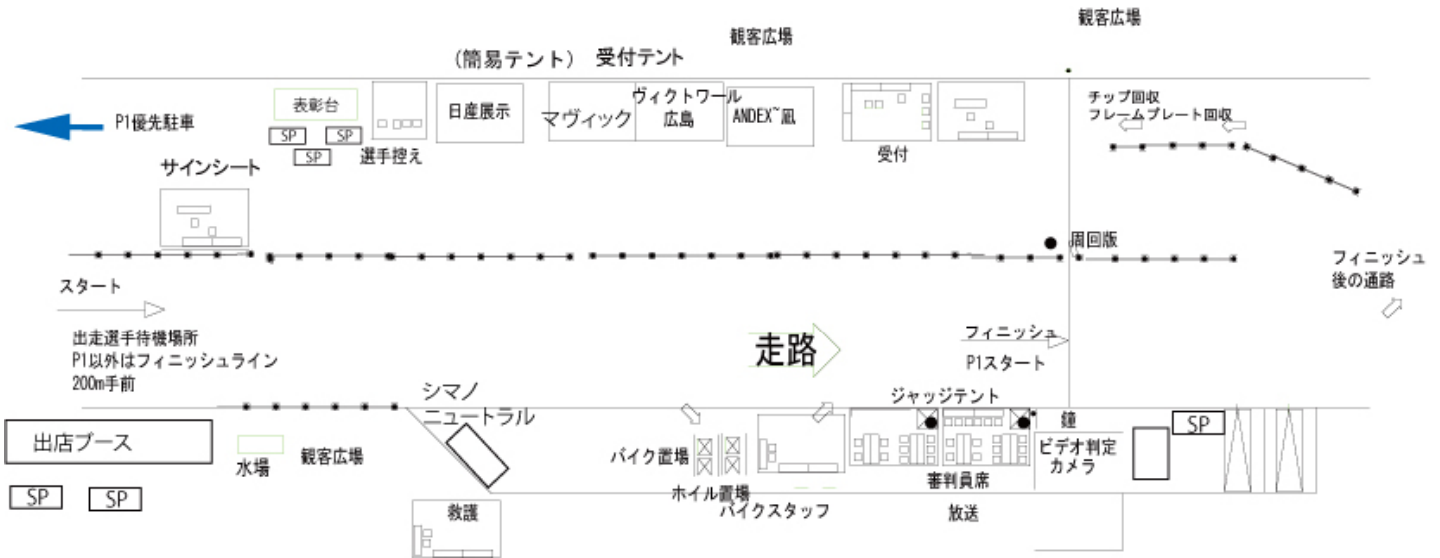 観客広場
観客広場
(簡易テント) 受付テント
表彰台
SP
SP
SP
選手控え
日産展示
マヴィック
ヴィクトワール
広島
ANDEX~凪
受付
チップ回収
フレームプレート回収
P1優先駐車
サインシート
周回版
フィニッシュ
後の通路
スタート
出走選手待機場所
P1以外はフィニッシュライン
200m手前
走路
フィニッシュ
P1スタート
シマノ
ニュートラル
ジャッジテント
鐘
ビデオ判定
カメラ
SP
出店ブース
水場
観客広場
バイク置場
ホイル置場
バイクスタッフ
審判員席
放送
SP
SP
救護